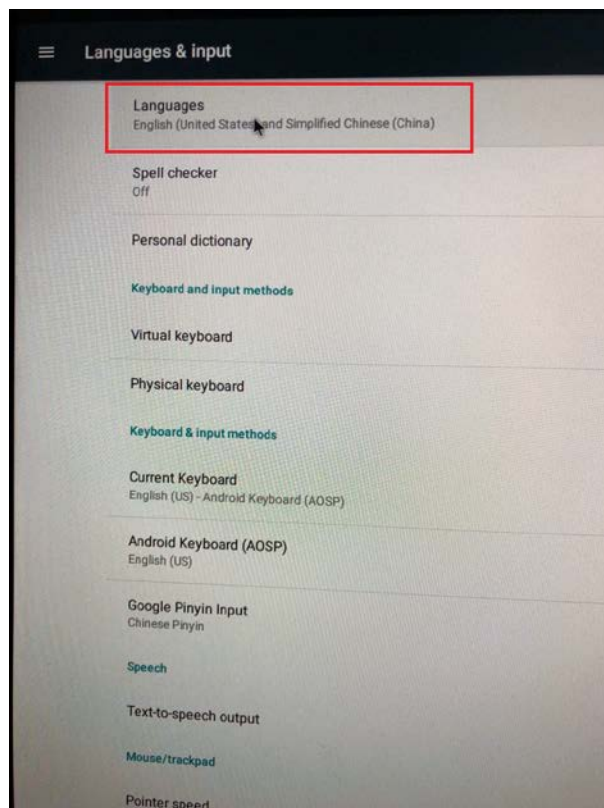 Languages & input
Languages
English (United States) and Simplified Chinese (China)
Spell checker
Off
Personal dictionary
Keyboard and input methods
Virtual keyboard
Physical keyboard
Keyboard & input methods
Current Keyboard
English (US) - Android Keyboard (AOSP)
Android Keyboard (AOSP)
English (US)
Google Pinyin Input
Chinese Pinyin
Speech
Text-to-speech output
Mouse/trackpad
Pointer speed